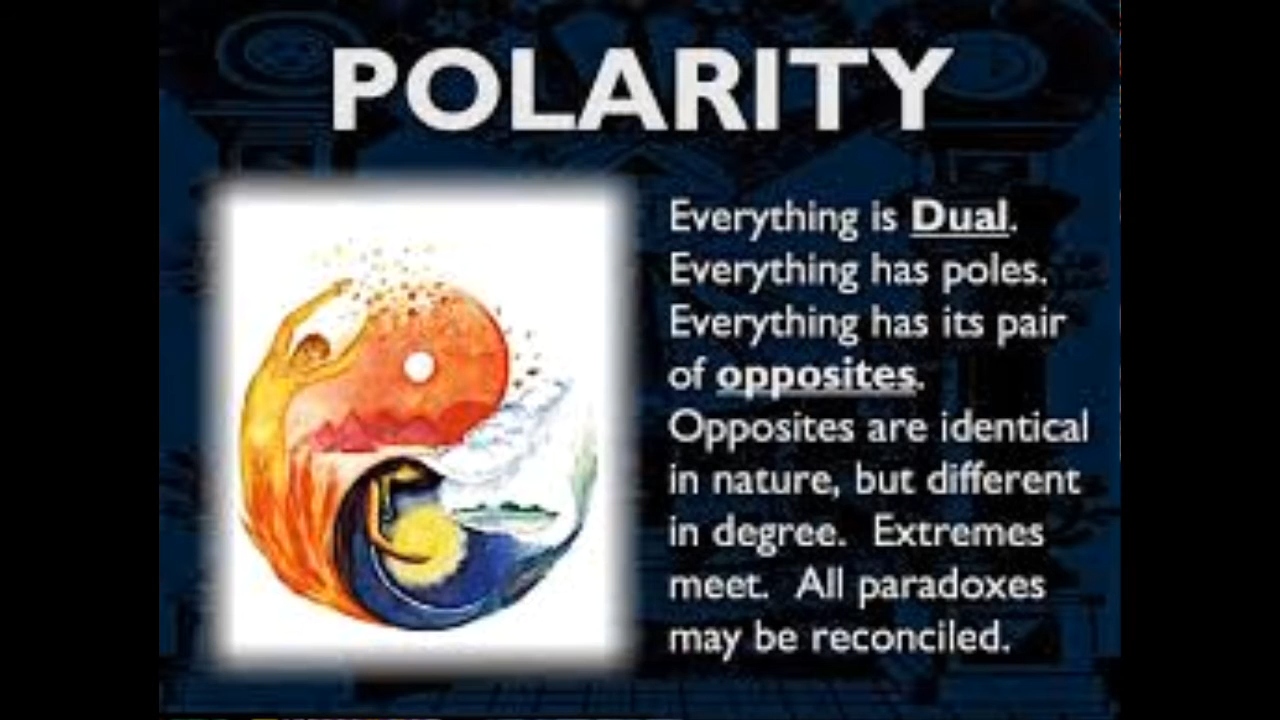 POLARITY
Everything is Dual.
Everything has poles.
Everything has its pair
of opposites.
Opposites are identical
in nature, but different
in degree.  Extremes
meet.  All paradoxes
may be reconciled.